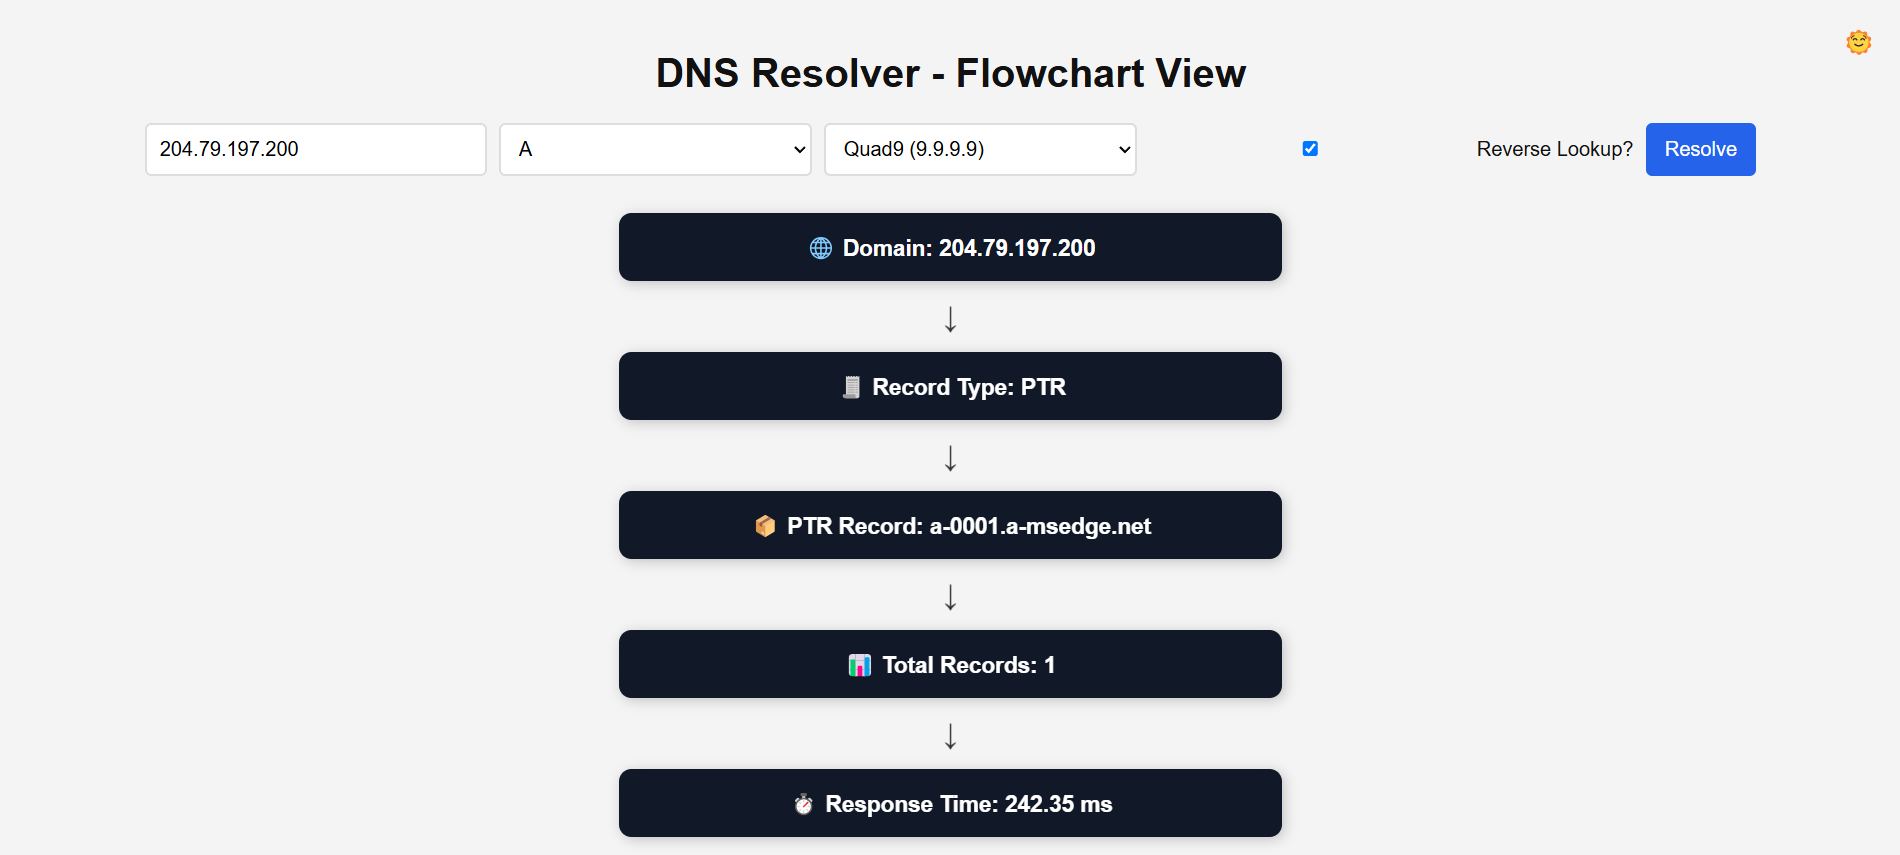 DNS Resolver - Flowchart View
204.79.197.200 A Quad9 (9.9.9.9) Reverse Lookup? Resolve
Domain: 204.79.197.200
↓
Record Type: PTR
↓
PTR Record: a-0001.a-msedge.net
↓
Total Records: 1
↓
Response Time: 242.35 ms